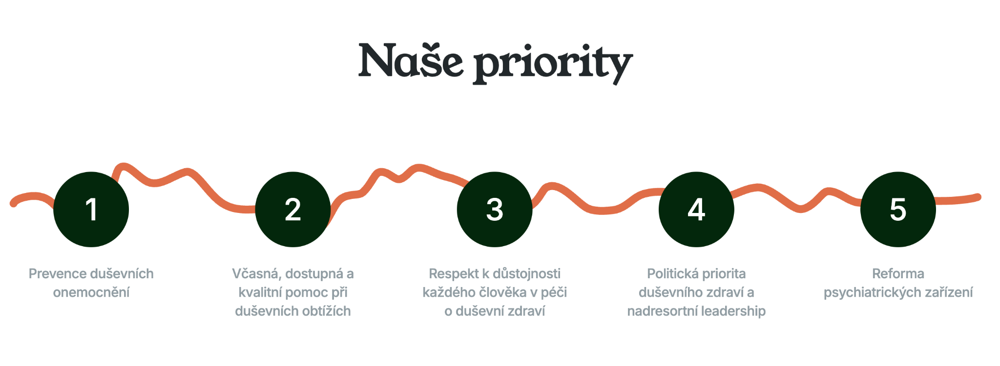 Naše priority
1
Prevence duševních
onemocnění
2
Včasná, dostupná a
kvalitní pomoc při
duševních obtížích
3
Respekt k důstojnosti
každého člověka v péči
o duševní zdraví
4
Politická priorita
duševního zdraví a
nadresortní leadership
5
Reforma
psychiatrických zařízení